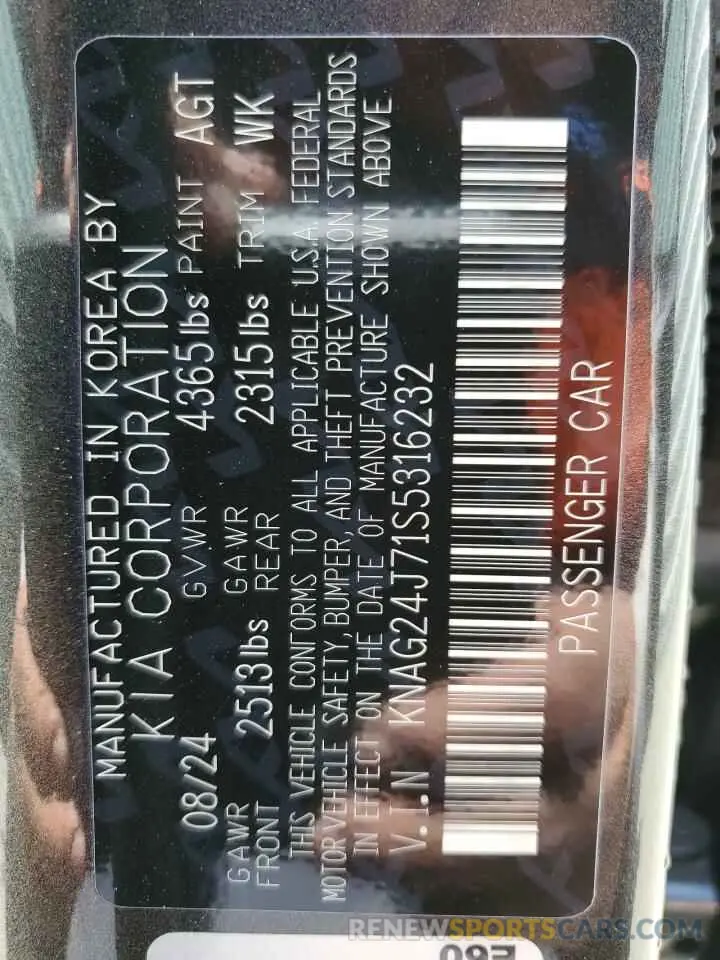 MANUFACTURED IN KOREA BY
KIA CORPORATION
08/24 GVWR 4365lbs PAINT AGT
GAWR FRONT 2513lbs GAWR REAR 2315lbs TRIM WK
THIS VEHICLE CONFORMS TO ALL APPLICABLE U.S.A. FEDERAL
MOTOR VEHICLE SAFETY, BUMPER, AND THEFT PREVENTION STANDARDS
IN EFFECT ON THE DATE OF MANUFACTURE SHOWN ABOVE
V.I.N KNAG24J71S5316232
PASSENGER CAR
RENEWSPORTSCARS.COM